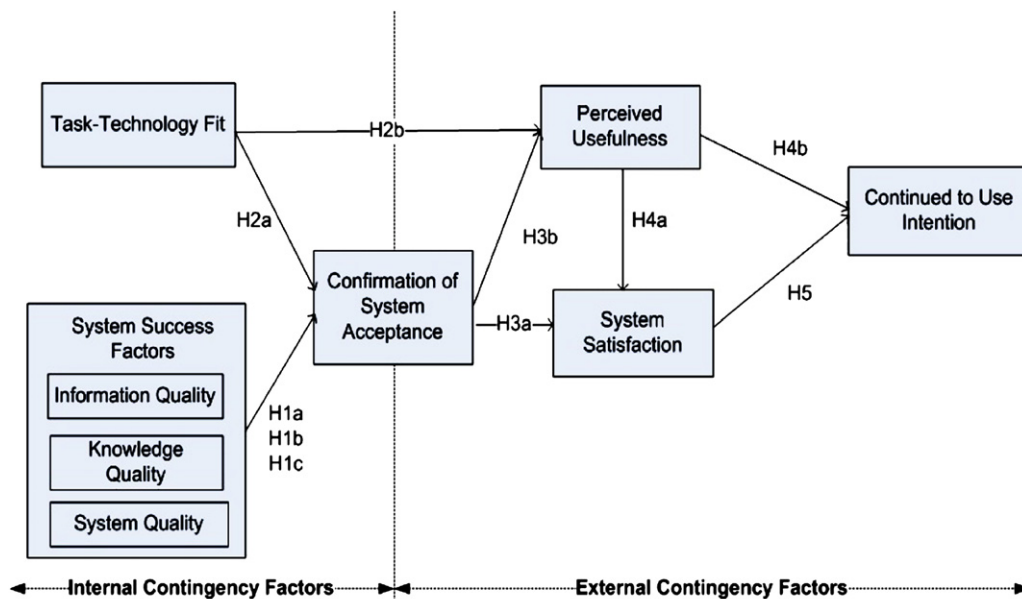 Task-Technology Fit
H2b
Perceived
Usefulness
H4b
Continued to Use
Intention
H2a
H3b
H4a
Confirmation of
System
Acceptance
H3a
System
Satisfaction
H5
System Success
Factors
Information Quality
Knowledge
Quality
System Quality
H1a
H1b
H1c
Internal Contingency Factors
External Contingency Factors